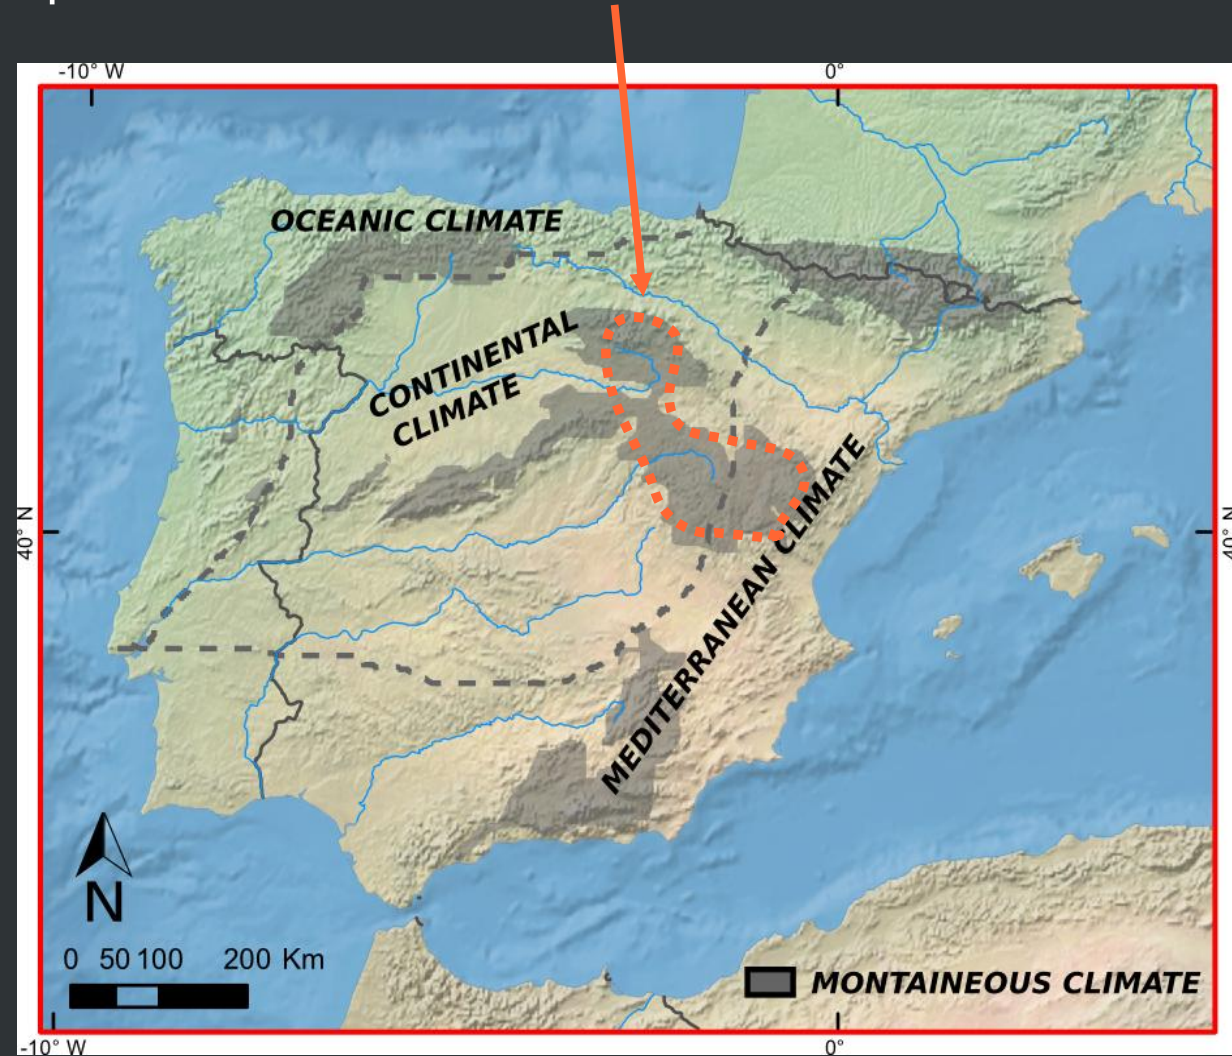 -10° W
0°
OCEANIC CLIMATE
CONTINENTAL
CLIMATE
MEDITERRANEAN CLIMATE
40° N
40° N
N
0 50 100 200 Km
MONTAINEOUS CLIMATE
-10° W
0°